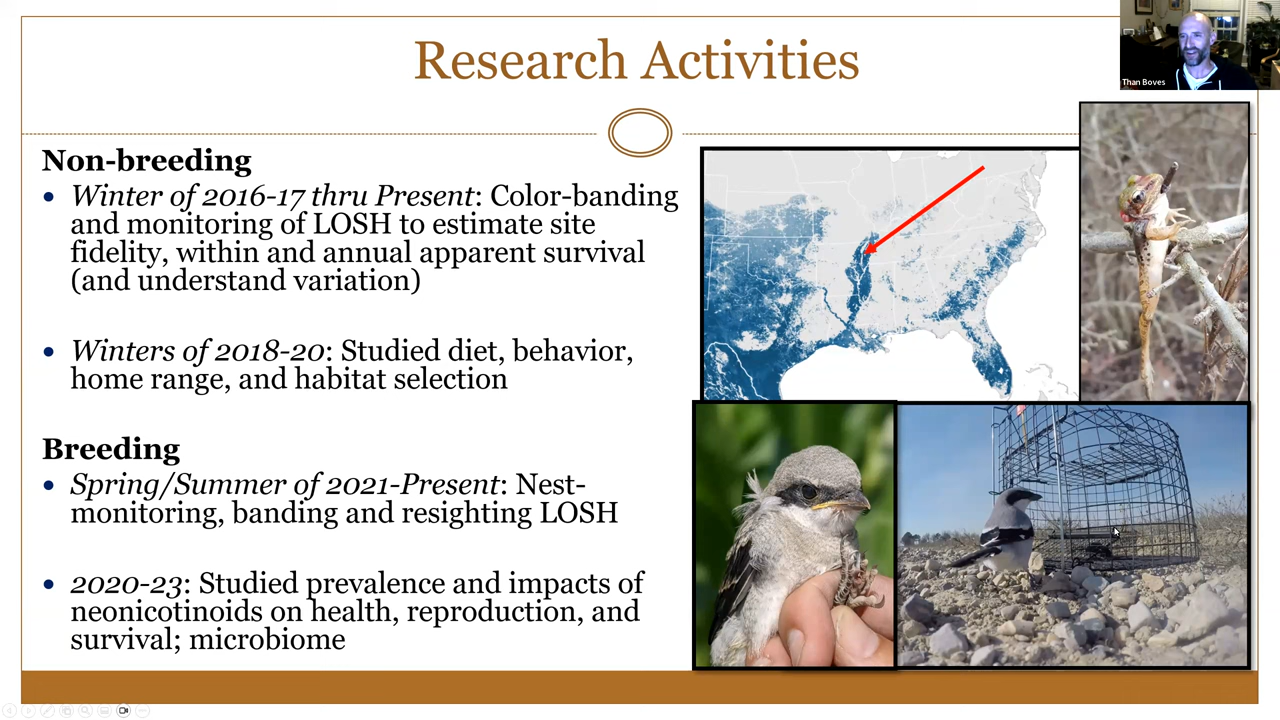 Research Activities
Than Boves
Non-breeding
• Winter of 2016-17 thru Present: Color-banding
and monitoring of LOSH to estimate site
fidelity, within and annual apparent survival
(and understand variation)
• Winters of 2018-20: Studied diet, behavior,
home range, and habitat selection
Breeding
• Spring/Summer of 2021-Present: Nest-
monitoring, banding and resighting LOSH
• 2020-23: Studied prevalence and impacts of
neonicotinoids on health, reproduction, and
survival; microbiome